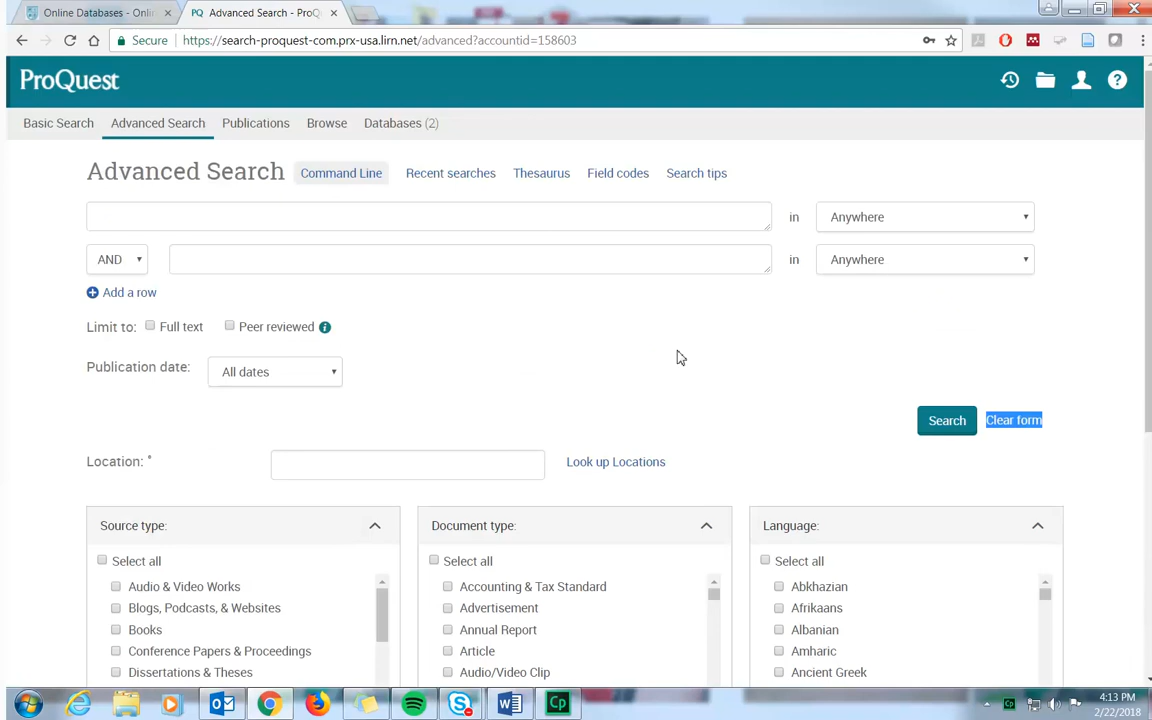 Online Databases - Onli
PQ Advanced Search - ProQ
Secure https://search-proquest-com.prx-usa.lirn.net/advanced?accountid=158603
ProQuest
Basic Search Advanced Search Publications Browse Databases (2)
Advanced Search Command Line Recent searches Thesaurus Field codes Search tips
in Anywhere
AND in Anywhere
Add a row
Limit to: Full text Peer reviewed
Publication date: All dates
Search Clear form
Location: * Look up Locations
Source type: Document type: Language:
Select all Select all Select all
Audio & Video Works Accounting & Tax Standard Abkhazian
Blogs, Podcasts, & Websites Advertisement Afrikaans
Books Annual Report Albanian
Conference Papers & Proceedings Article Amharic
Dissertations & Theses Audio/Video Clip Ancient Greek
4:13 PM
2/22/2018